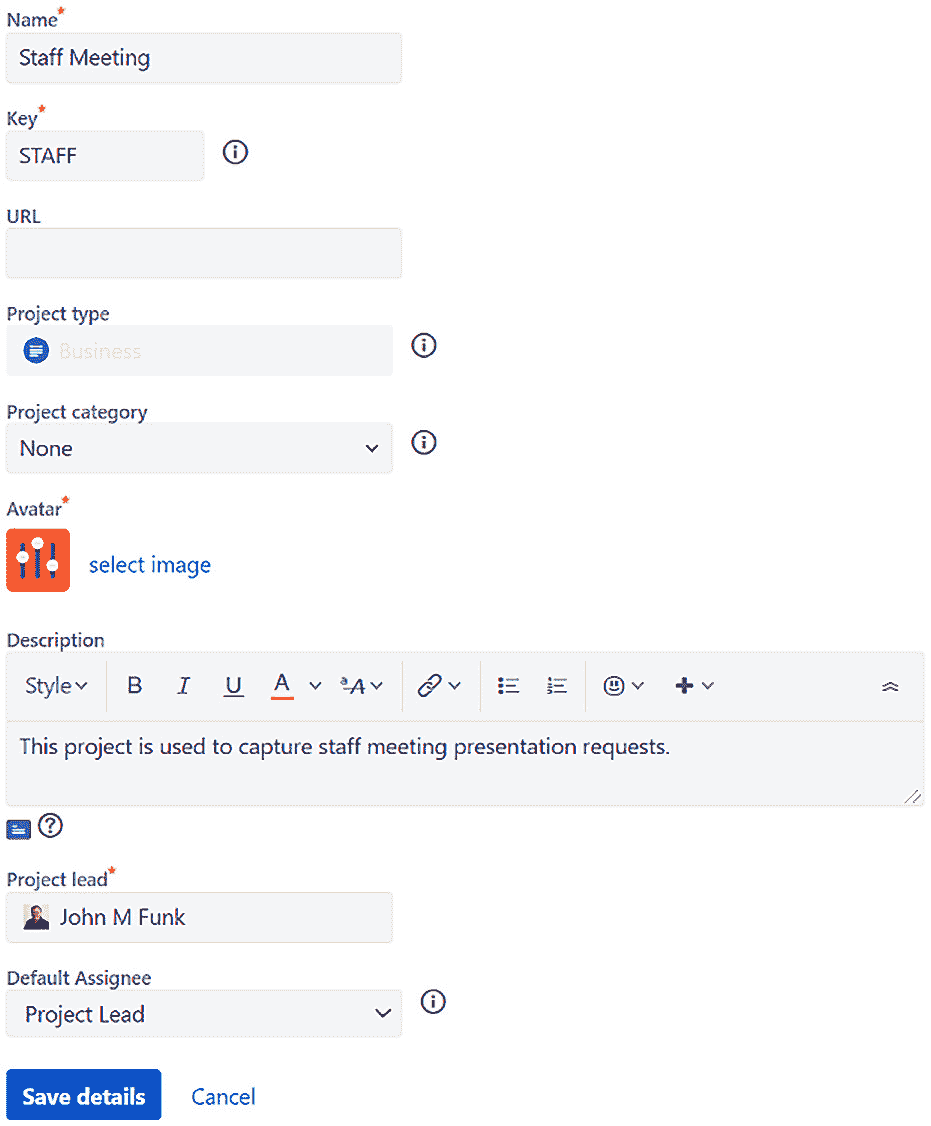 Name*
Staff Meeting
Key*
STAFF
URL
Project type
Business
Project category
None
Avatar*
select image
Description
Style B I U A ªA
This project is used to capture staff meeting presentation requests.
Project lead*
John M Funk
Default Assignee
Project Lead
Save details Cancel